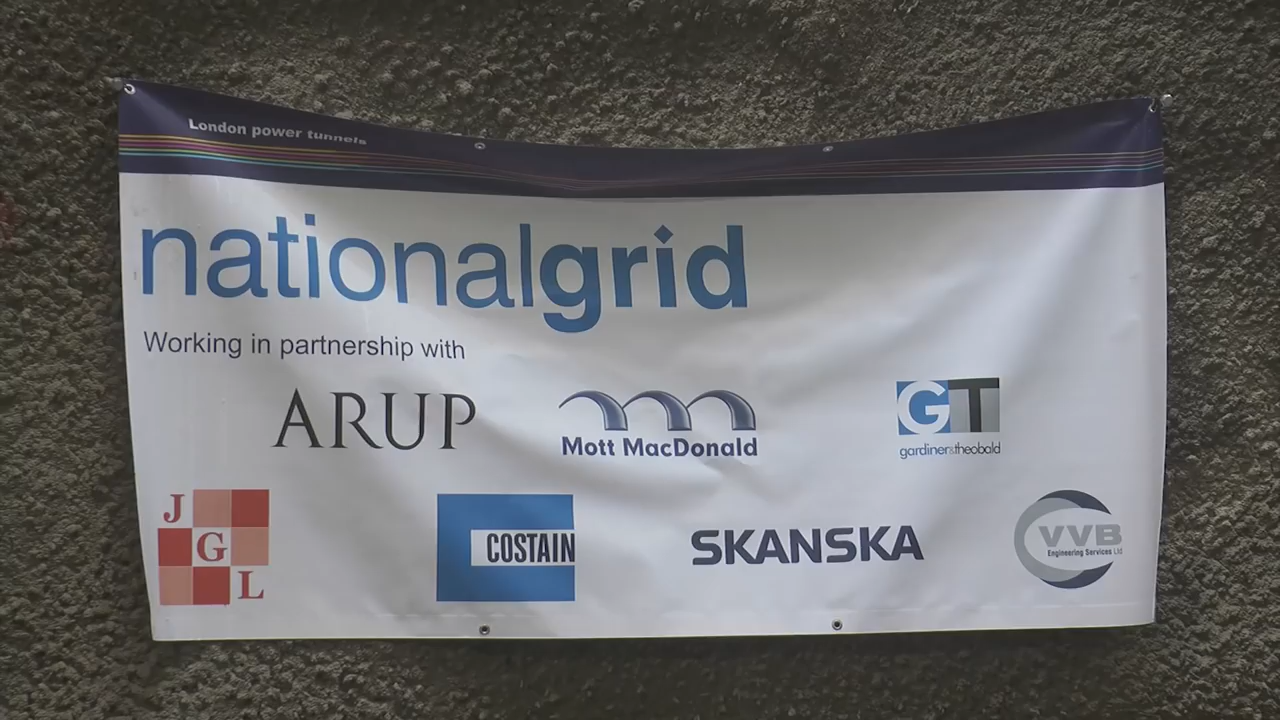 London power tunnels
nationalgrid
Working in partnership with
ARUP
Mott MacDonald
GT
gardiner&theobald
J
G
L
COSTAIN
SKANSKA
VVB
Engineering Services Ltd